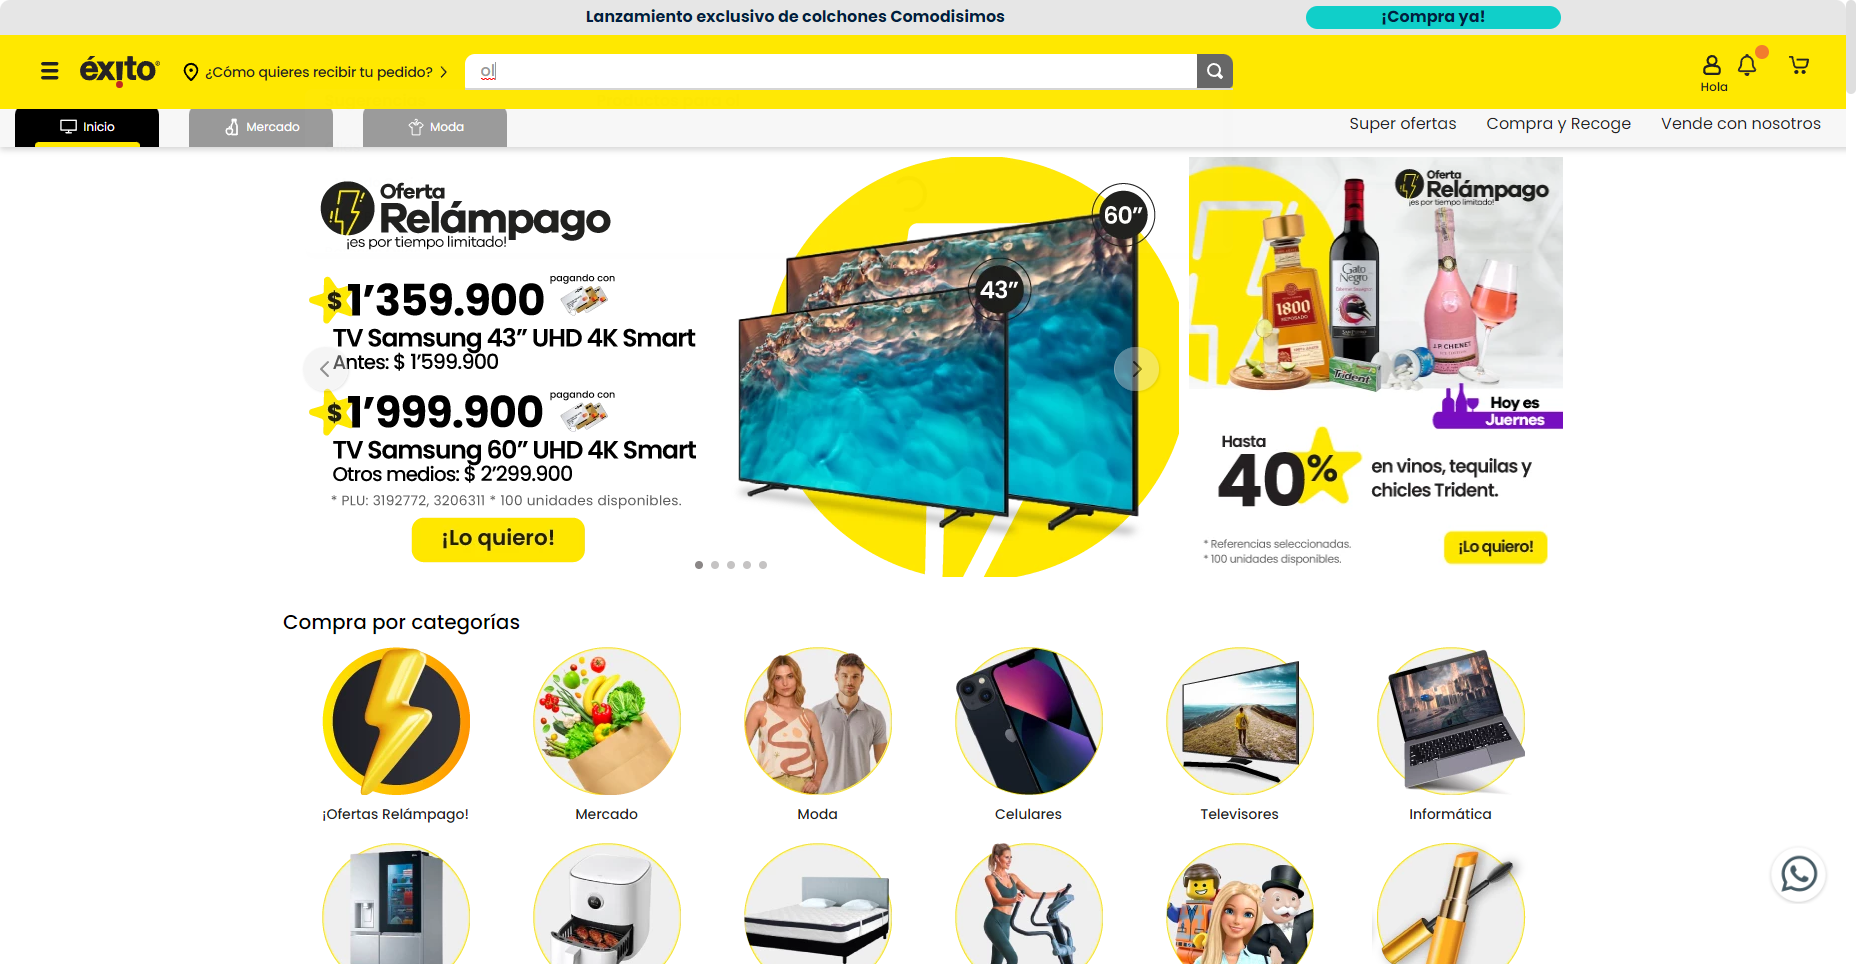 Lanzamiento exclusivo de colchones Comodisimos
¡Compra ya!
éxito
¿Cómo quieres recibir tu pedido?
ol
Hola
Inicio
Mercado
Moda
Super ofertas
Compra y Recoge
Vende con nosotros
Oferta
Relámpago
¡es por tiempo limitado!
$ 1'359.900
pagando con
TV Samsung 43” UHD 4K Smart
Antes: $ 1'599.900
$ 1'999.900
pagando con
TV Samsung 60” UHD 4K Smart
Otros medios: $ 2'299.900
* PLU: 3192772, 3206311 * 100 unidades disponibles.
¡Lo quiero!
60”
43”
Oferta
Relámpago
¡es por tiempo limitado!
Gato
Negro
1800
REPOSADO
J.P. CHENET
Trident
Hoy es
Juernes
Hasta
40%
en vinos, tequilas y
chicles Trident.
* Referencias seleccionadas.
* 100 unidades disponibles.
¡Lo quiero!
Compra por categorías
¡Ofertas Relámpago!
Mercado
Moda
Celulares
Televisores
Informática